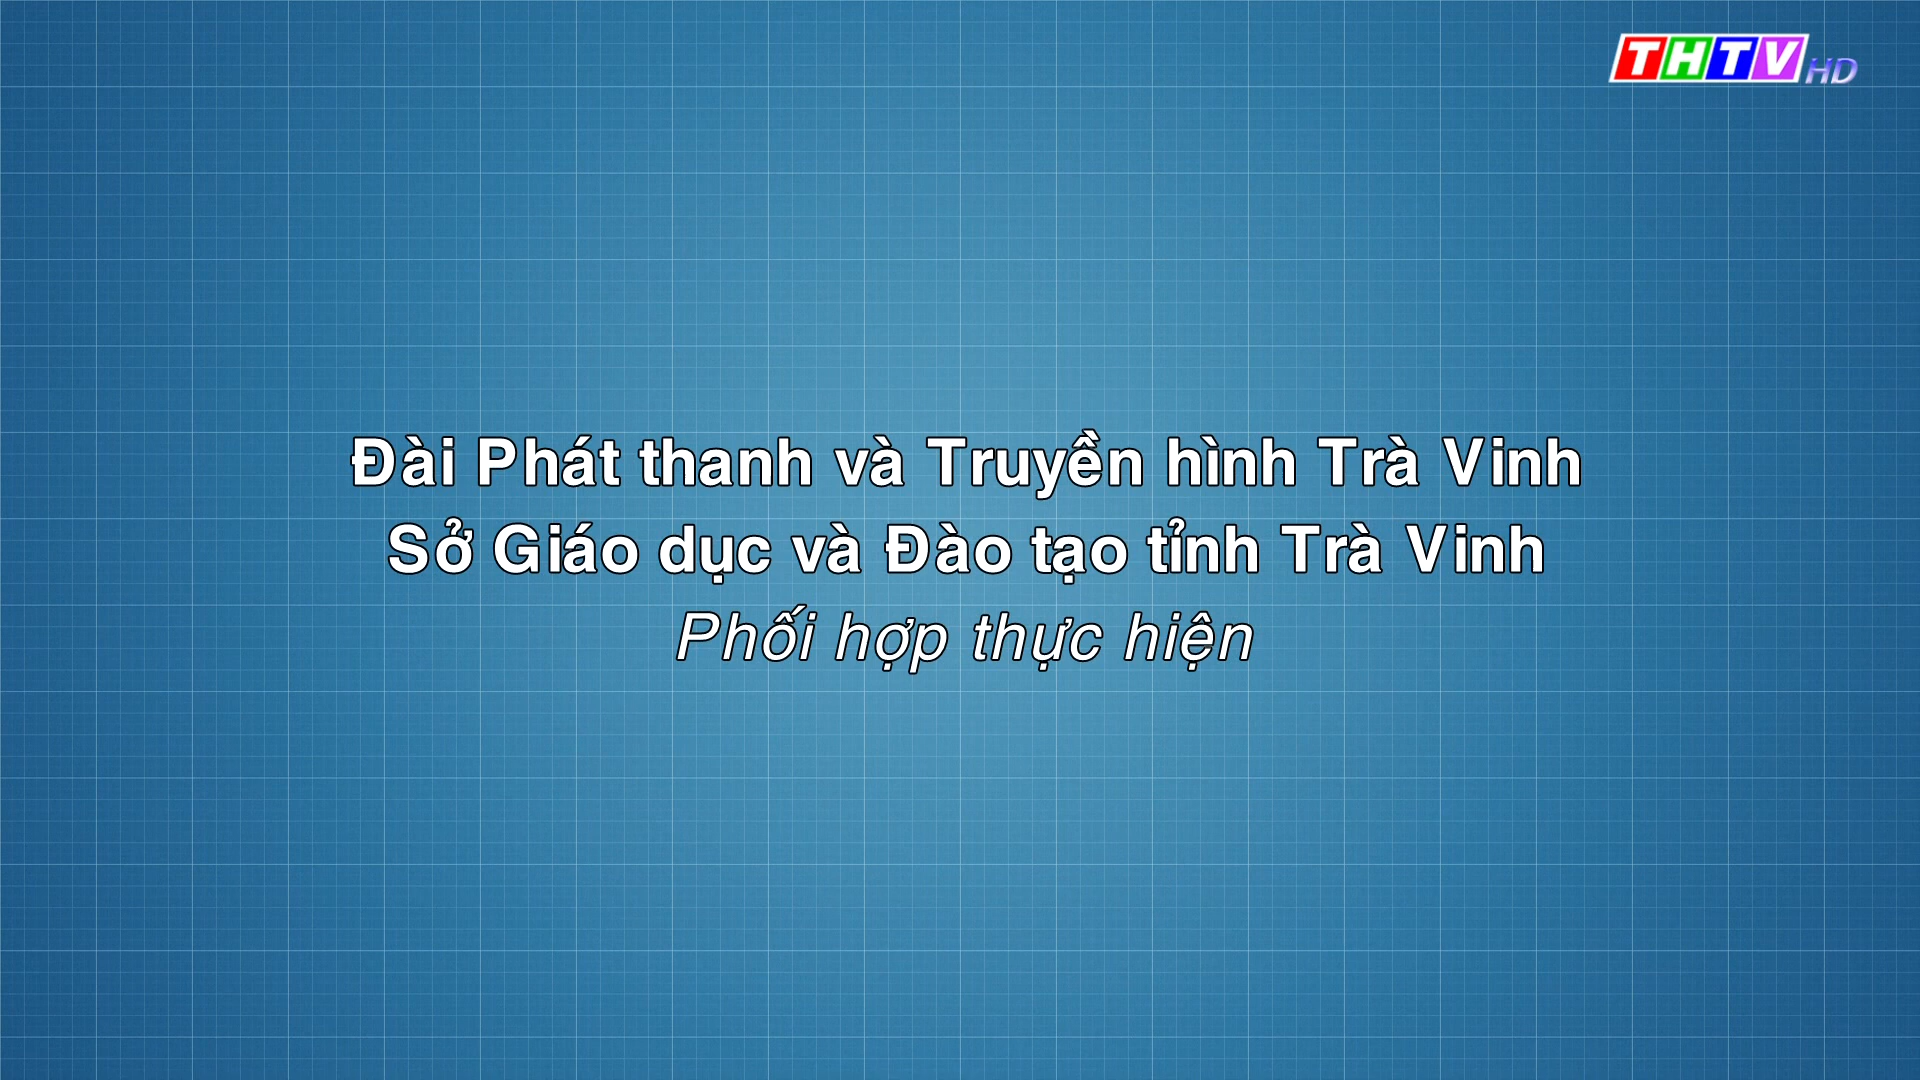 THTV HD
Đài Phát thanh và Truyền hình Trà Vinh
Sở Giáo dục và Đào tạo tỉnh Trà Vinh
Phối hợp thực hiện